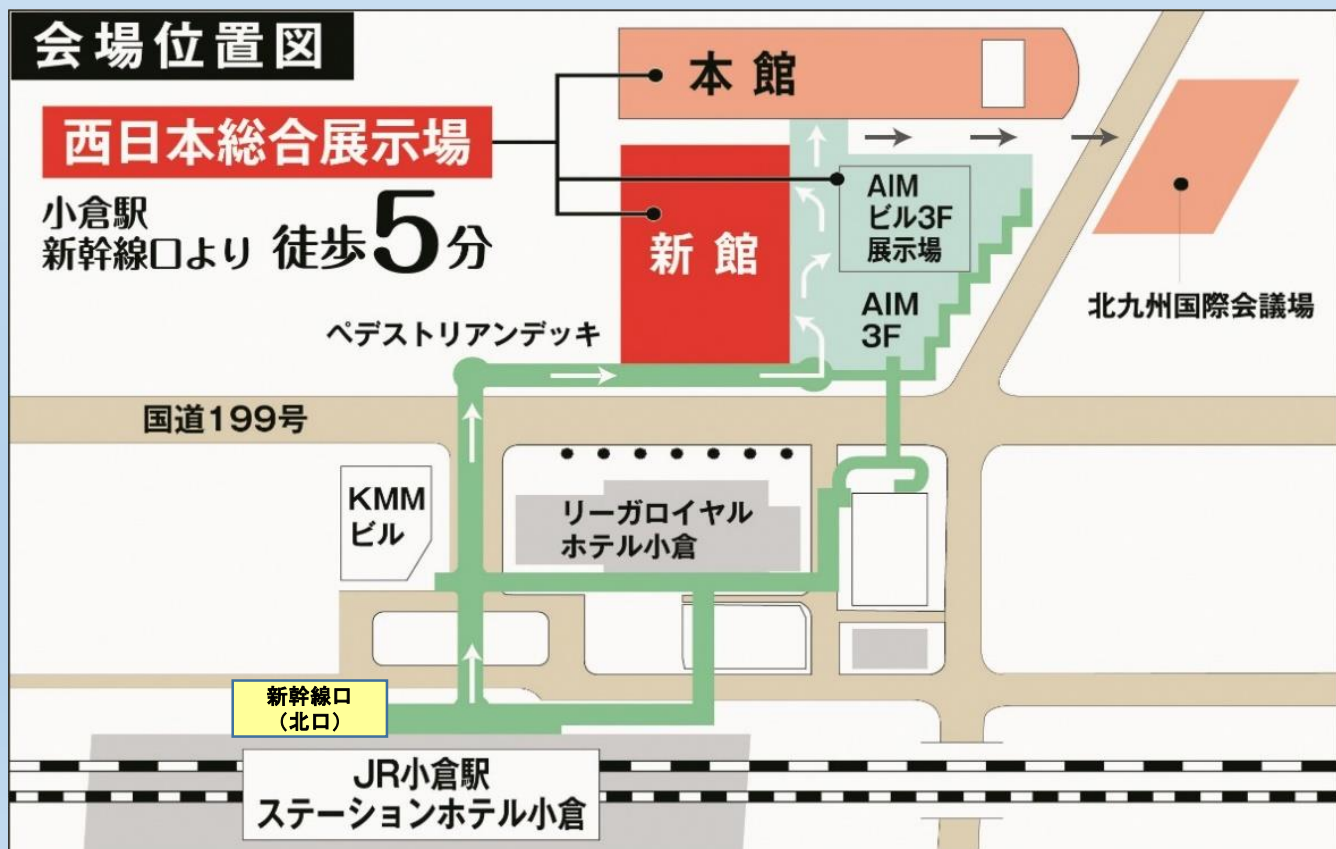 会場位置図
西日本総合展示場
小倉駅
新幹線口より 徒歩5分
本館
新館
AIM
ビル3F
展示場
AIM
3F
北九州国際会議場
ペデストリアンデッキ
国道199号
KMM
ビル
リーガロイヤル
ホテル小倉
新幹線口
（北口）
JR小倉駅
ステーションホテル小倉